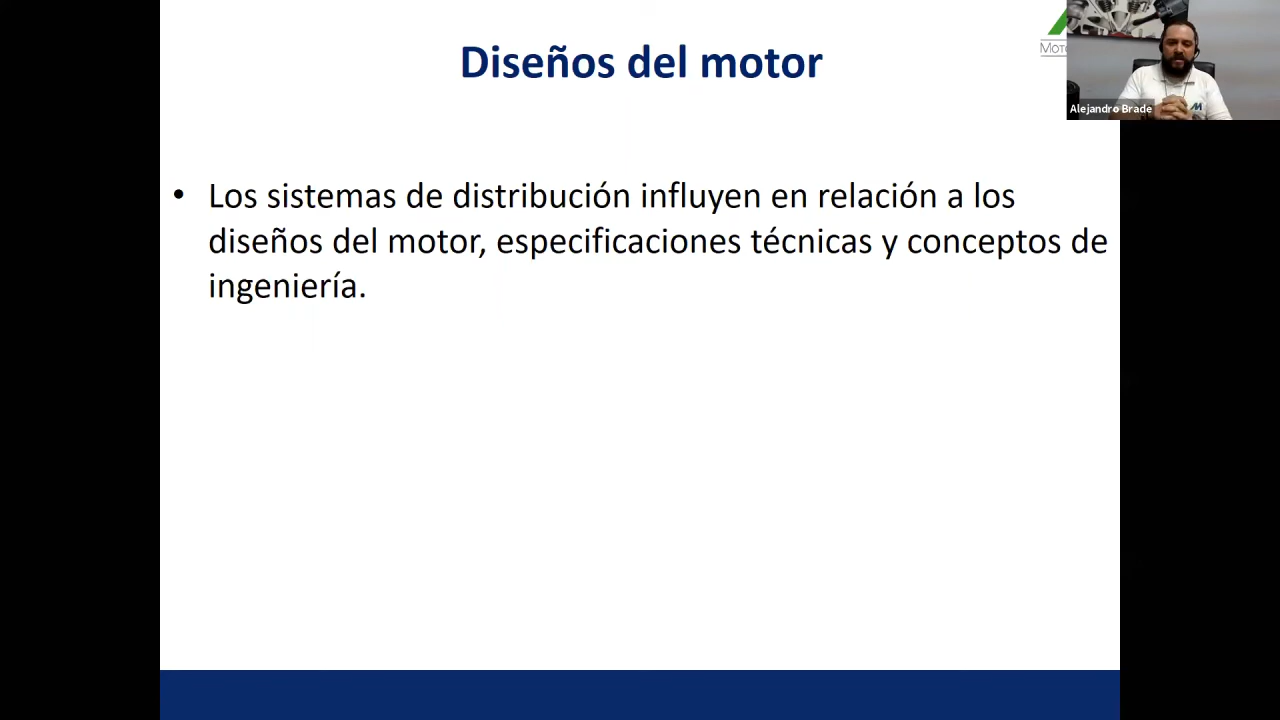 Diseños del motor
Alejandro Brade
• Los sistemas de distribución influyen en relación a los
diseños del motor, especificaciones técnicas y conceptos de
ingeniería.